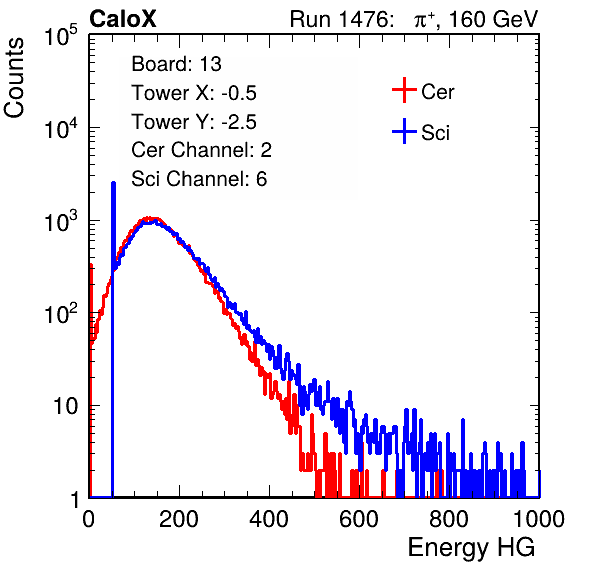 CaloX Run 1476: π⁺, 160 GeV
Counts
Board: 13
Tower X: -0.5
Tower Y: -2.5
Cer Channel: 2
Sci Channel: 6
Cer
Sci
10⁵
10⁴
10³
10²
10
1
0 200 400 600 800 1000
Energy HG